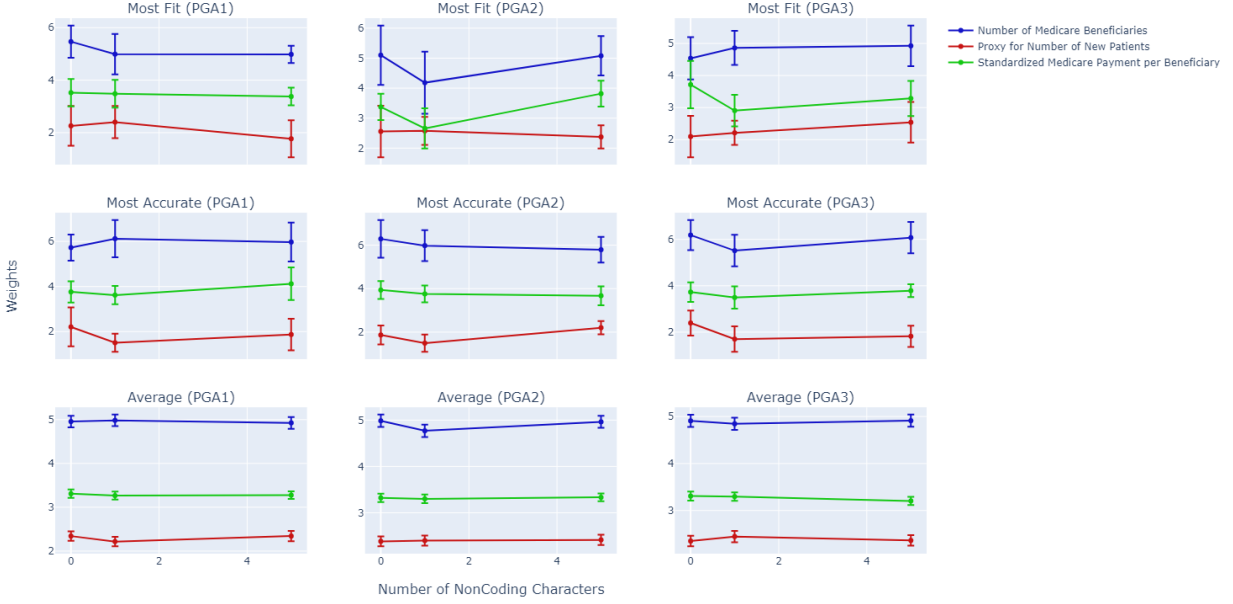 Most Fit (PGA1)
Most Fit (PGA2)
Most Fit (PGA3)
6
4
2
6
5
4
3
2
5
4
3
2
Number of Medicare Beneficiaries
Proxy for Number of New Patients
Standardized Medicare Payment per Beneficiary
Most Accurate (PGA1)
Most Accurate (PGA2)
Most Accurate (PGA3)
6
4
2
6
4
2
6
4
2
Weights
Average (PGA1)
Average (PGA2)
Average (PGA3)
5
4
3
2
5
4
3
5
4
3
0
2
4
0
2
4
0
2
4
Number of NonCoding Characters